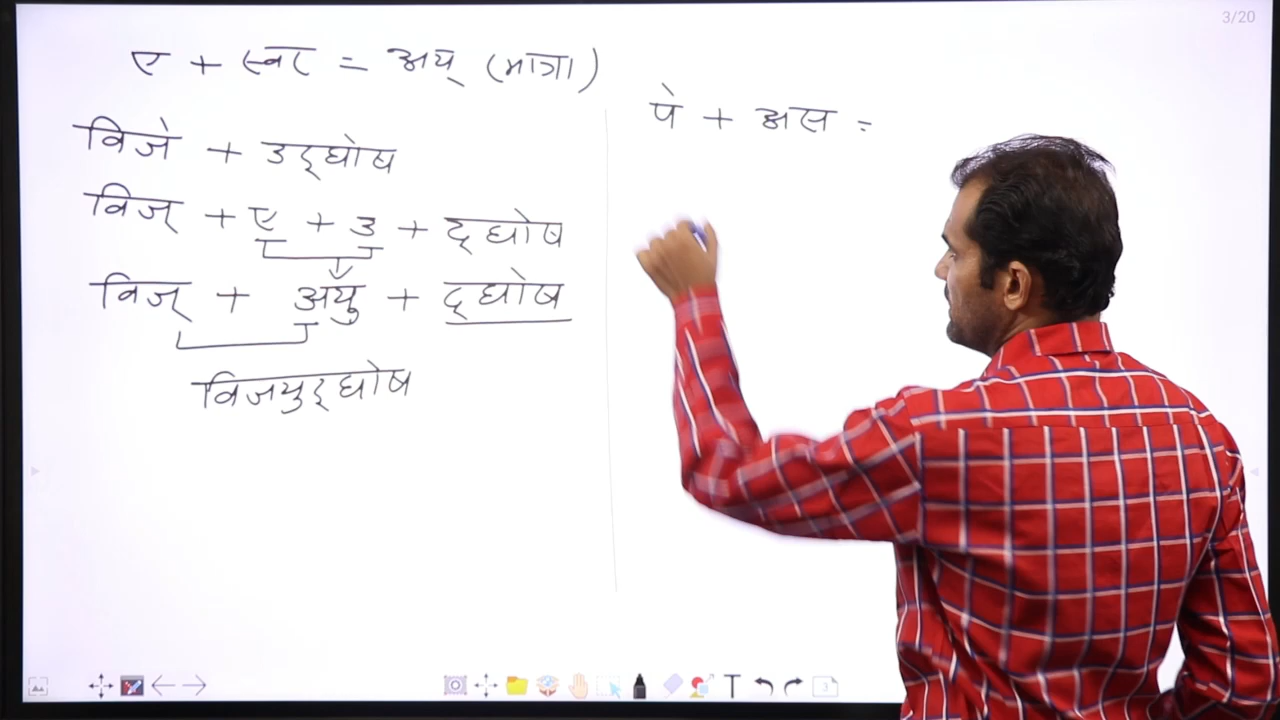 3/20
ए + स्वर = अय् (मात्रा)
विजे + उद्घोष
विज् + ए + उ + द्घोष
विज् + अयु + द्घोष
विजयुद्घोष
पे + अस =